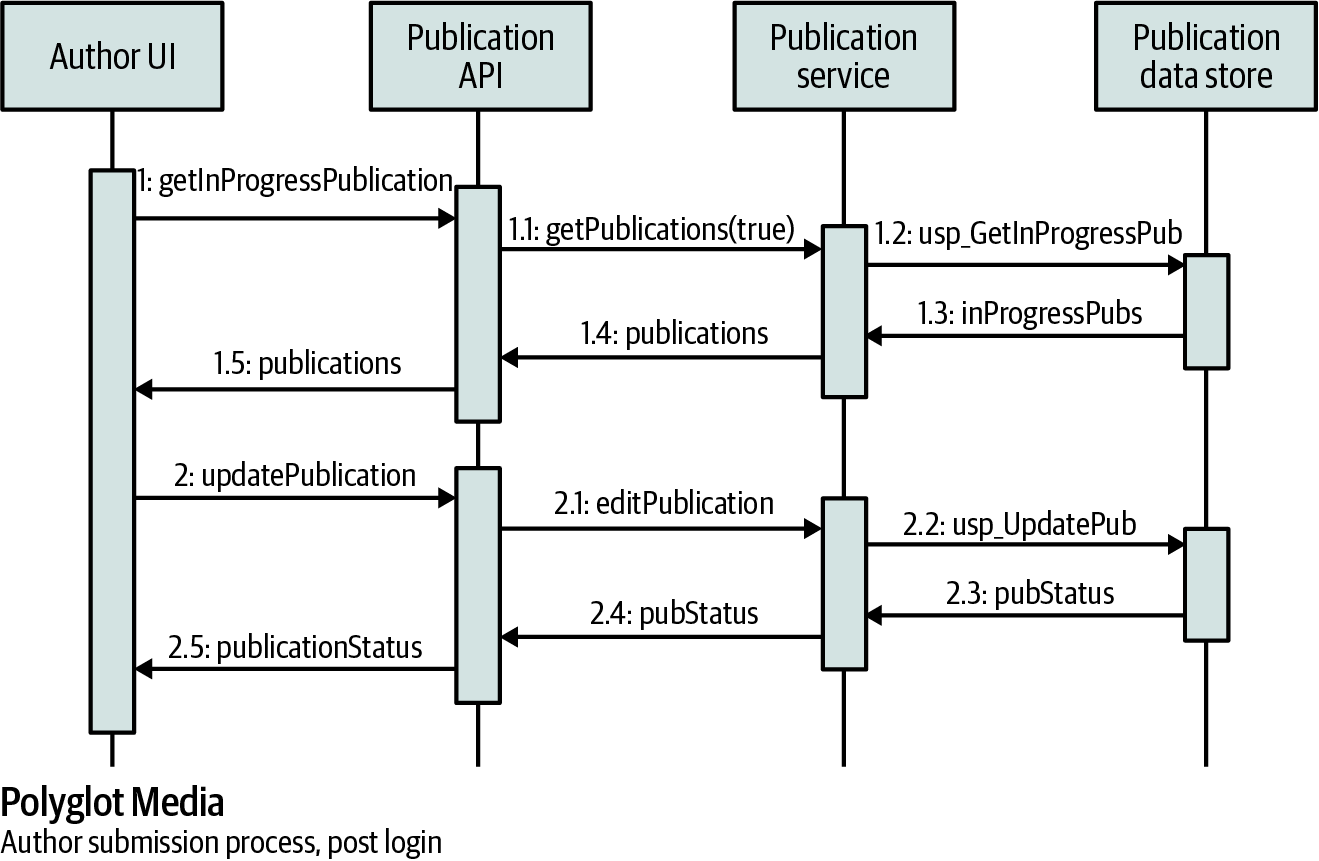 Author UI
Publication
API
Publication
service
Publication
data store
1: getInProgressPublication
1.1: getPublications(true)
1.2: usp_GetInProgressPub
1.3: inProgressPubs
1.4: publications
1.5: publications
2: updatePublication
2.1: editPublication
2.2: usp_UpdatePub
2.3: pubStatus
2.4: pubStatus
2.5: publicationStatus
Polyglot Media
Author submission process, post login